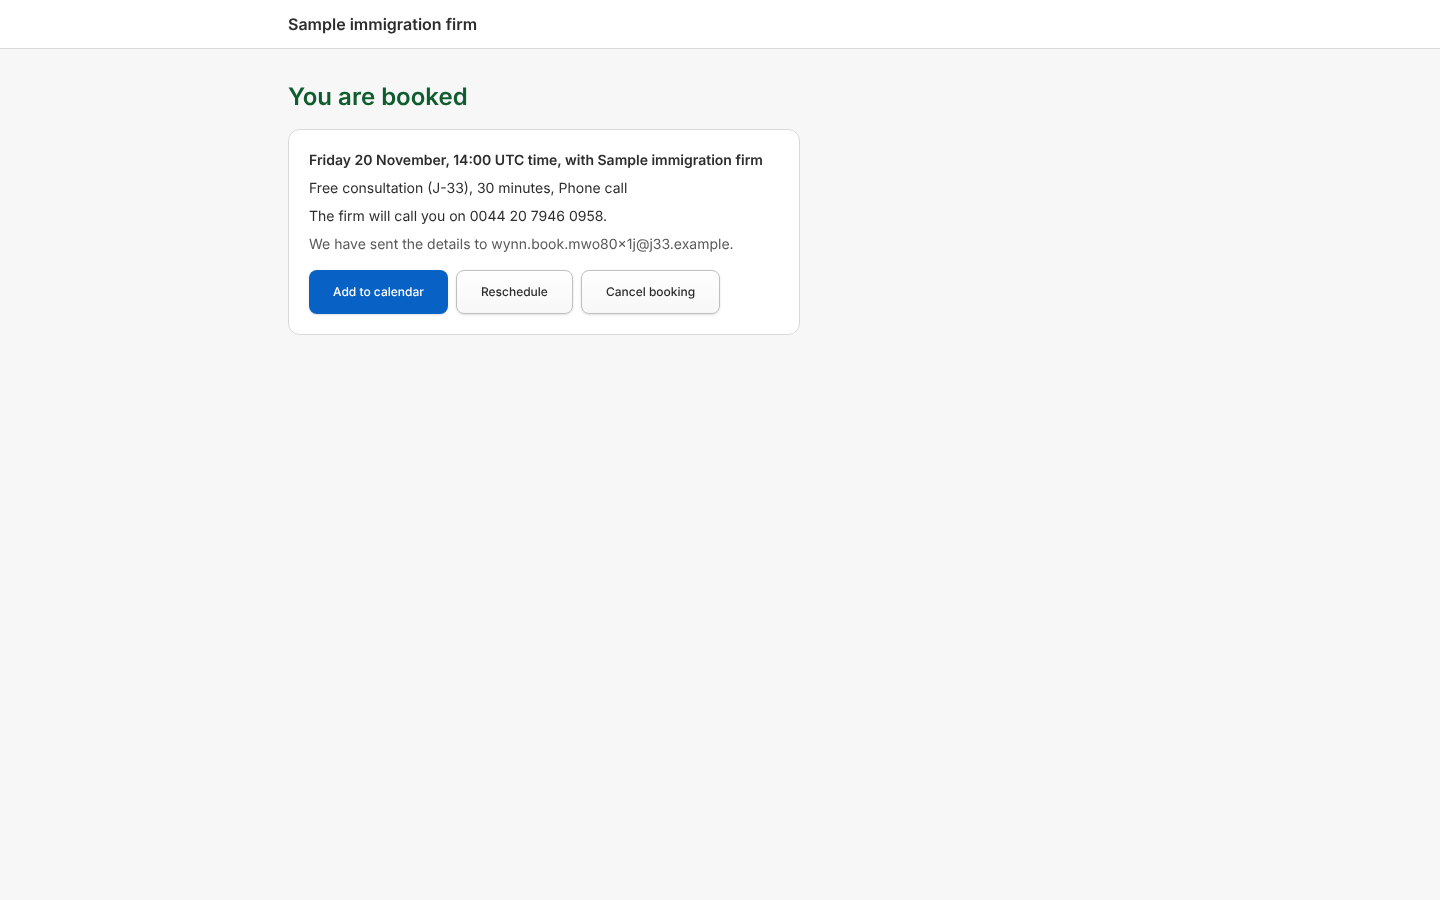 Sample immigration firm
You are booked
Friday 20 November, 14:00 UTC time, with Sample immigration firm
Free consultation (J-33), 30 minutes, Phone call
The firm will call you on 0044 20 7946 0958.
We have sent the details to wynn.book.mwo80x1j@j33.example.
Add to calendar
Reschedule
Cancel booking